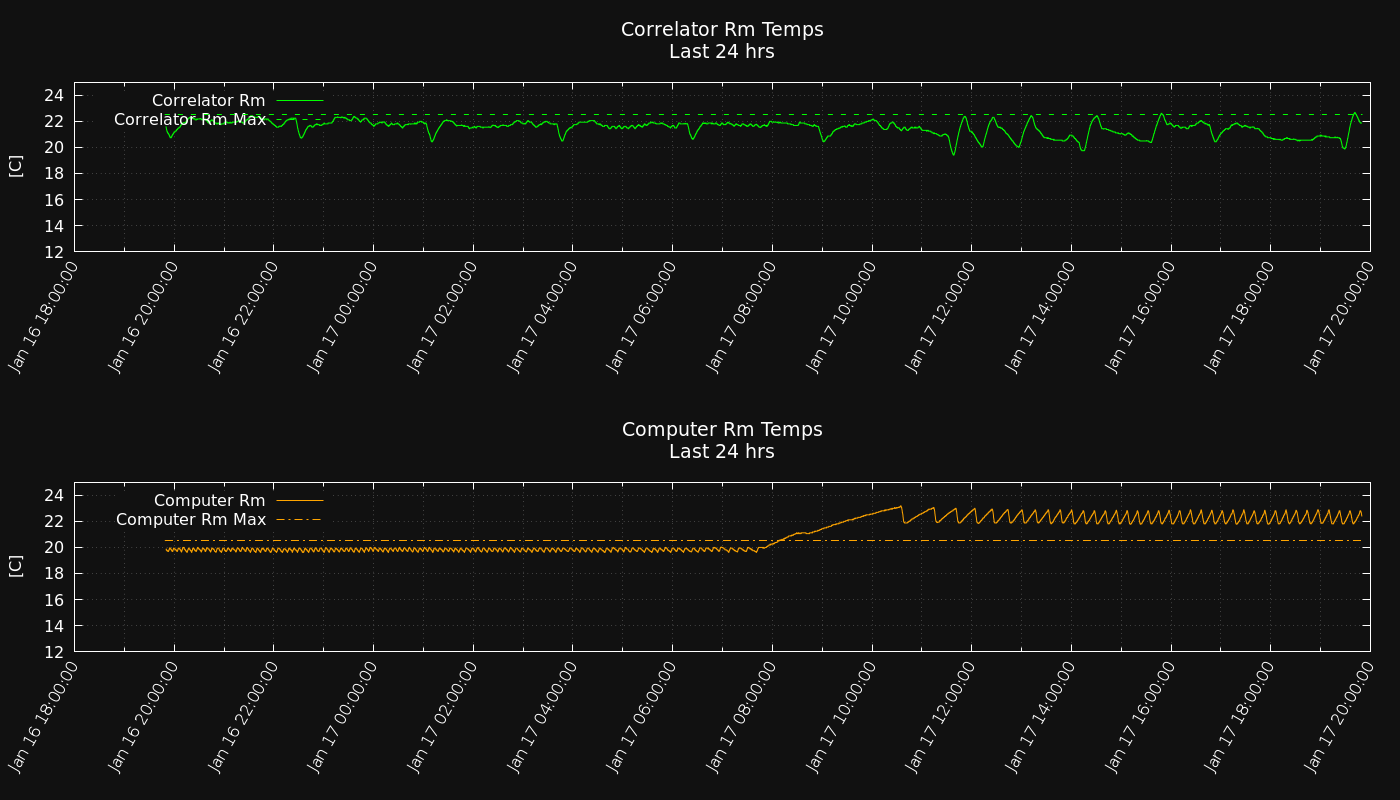 Correlator Rm Temps
Last 24 hrs
Correlator Rm
Correlator Rm Max
24
22
20
18
16
14
12
[C]
Jan 16 18:00:00
Jan 16 20:00:00
Jan 16 22:00:00
Jan 17 00:00:00
Jan 17 02:00:00
Jan 17 04:00:00
Jan 17 06:00:00
Jan 17 08:00:00
Jan 17 10:00:00
Jan 17 12:00:00
Jan 17 14:00:00
Jan 17 16:00:00
Jan 17 18:00:00
Jan 17 20:00:00
Computer Rm Temps
Last 24 hrs
Computer Rm
Computer Rm Max
24
22
20
18
16
14
12
[C]
Jan 16 18:00:00
Jan 16 20:00:00
Jan 16 22:00:00
Jan 17 00:00:00
Jan 17 02:00:00
Jan 17 04:00:00
Jan 17 06:00:00
Jan 17 08:00:00
Jan 17 10:00:00
Jan 17 12:00:00
Jan 17 14:00:00
Jan 17 16:00:00
Jan 17 18:00:00
Jan 17 20:00:00